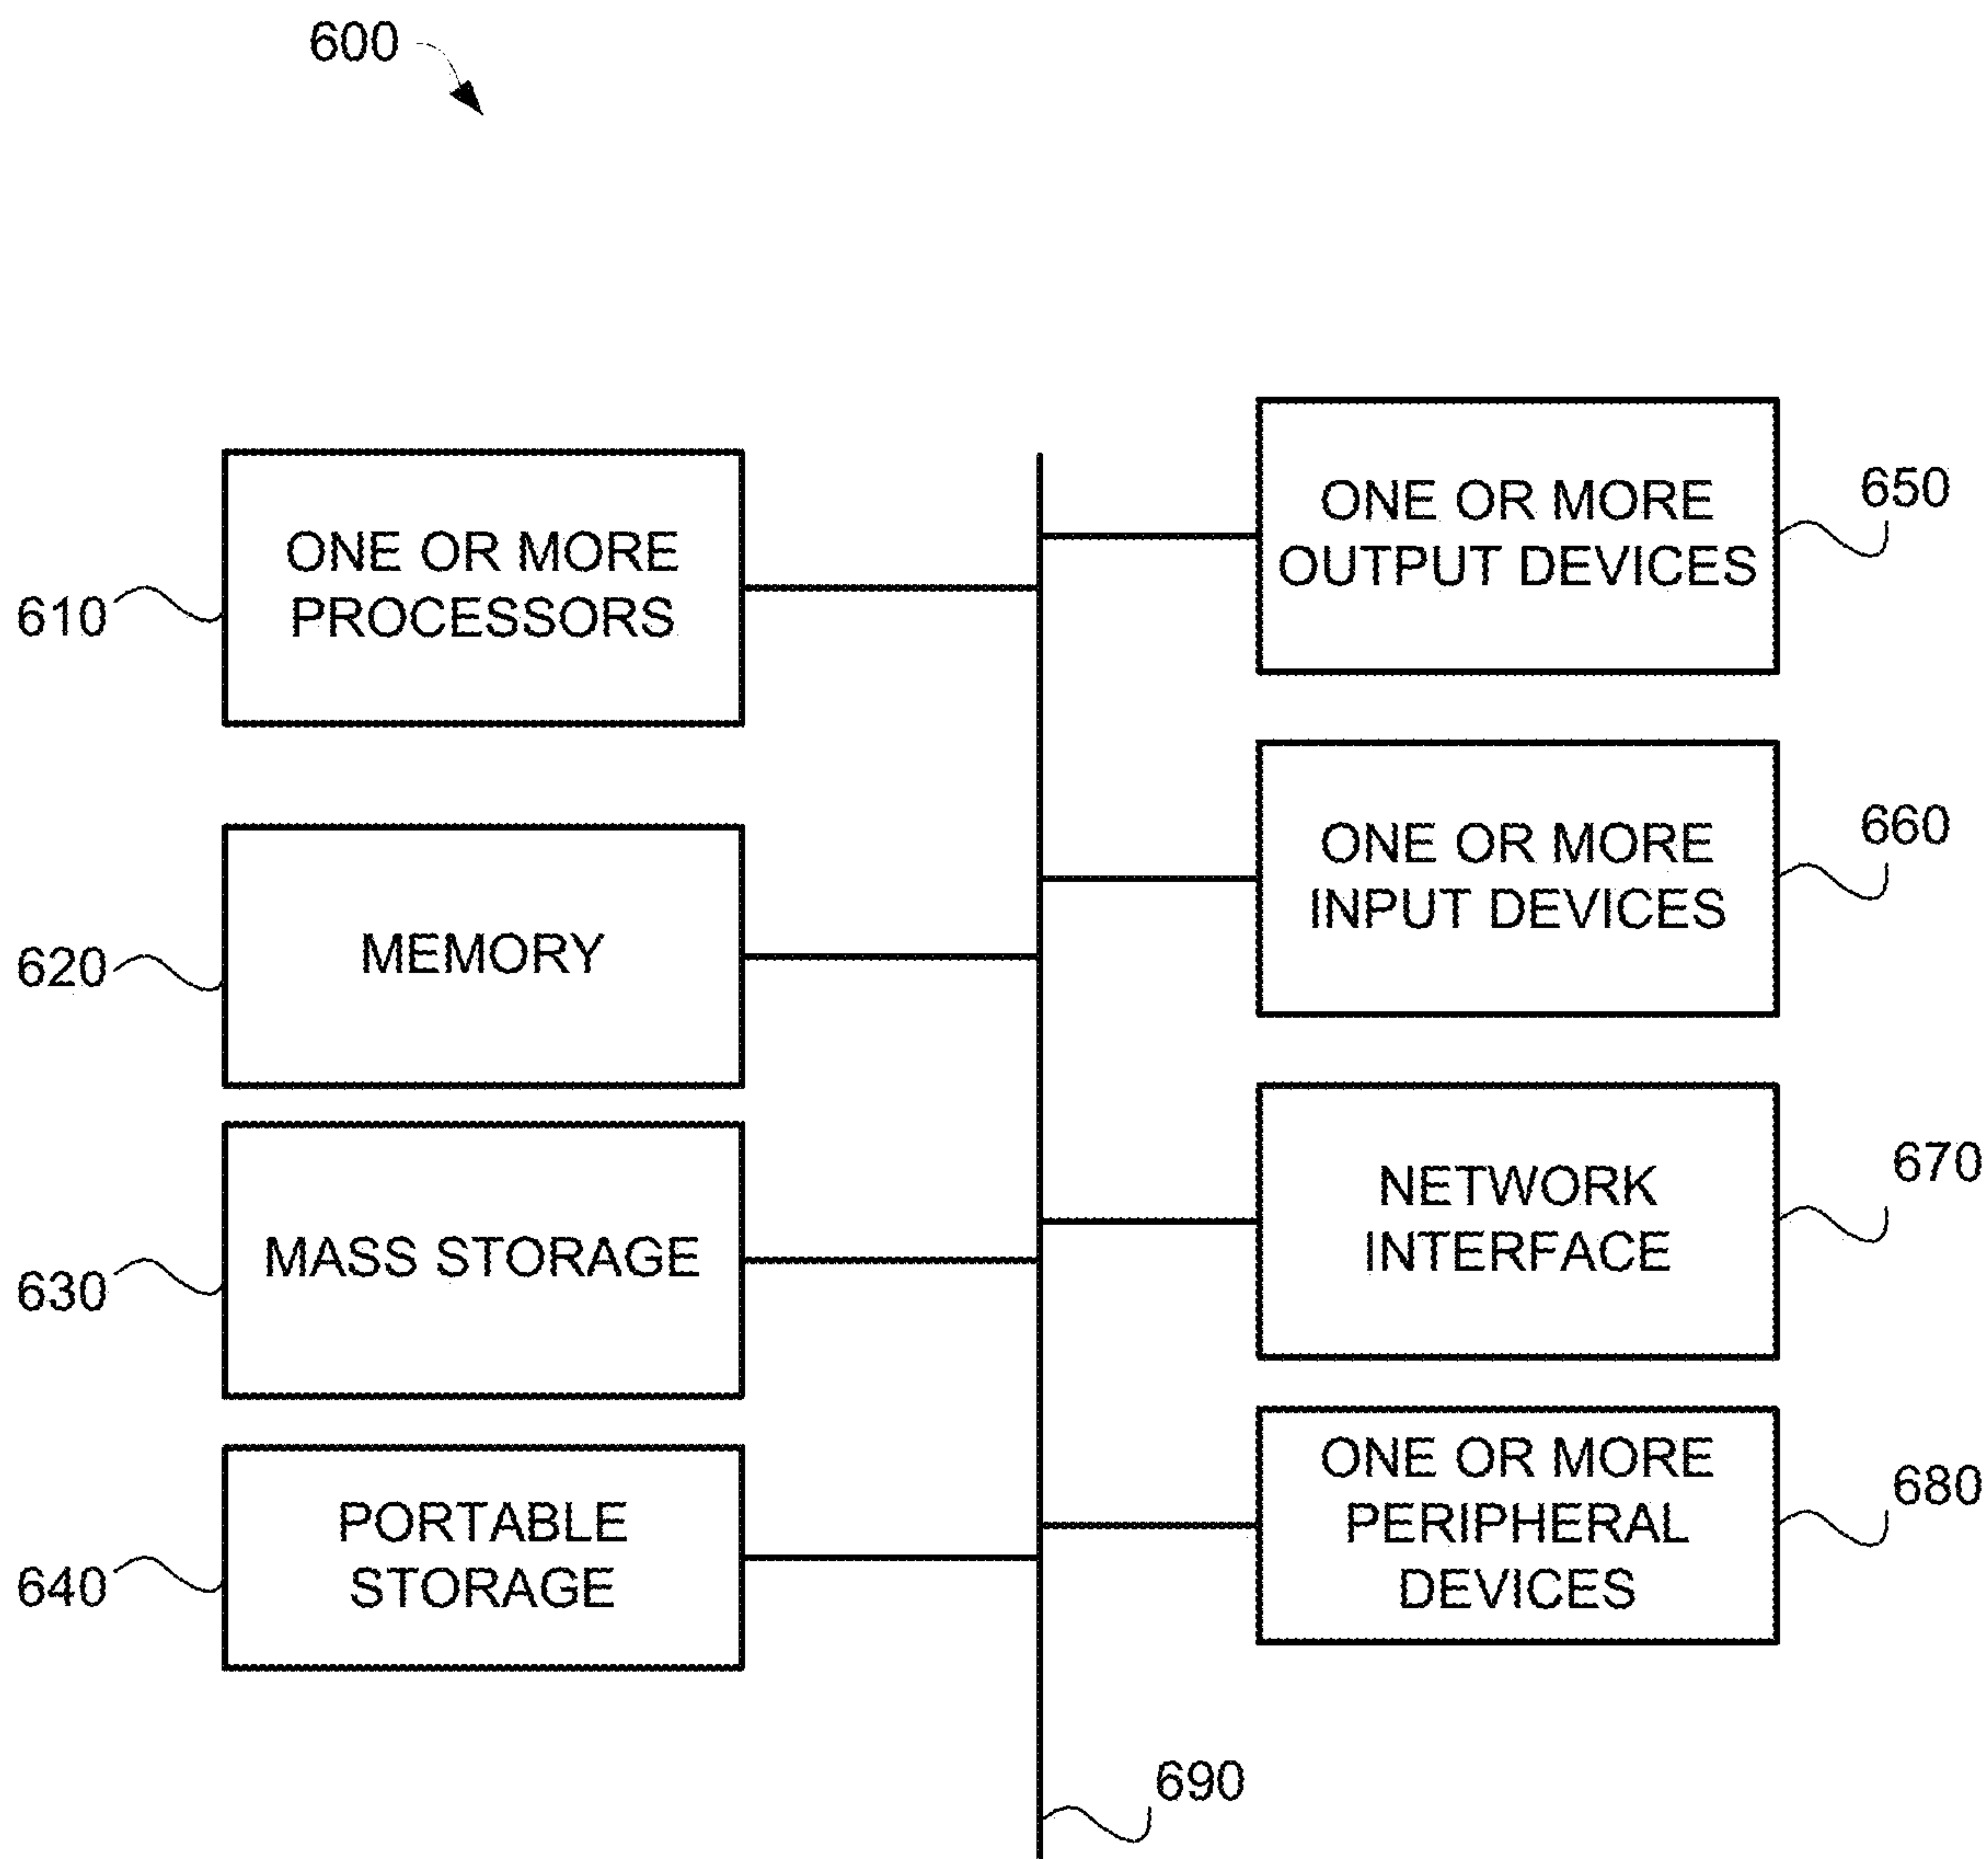 600
ONE OR MORE
PROCESSORS
610
MEMORY
620
MASS STORAGE
630
PORTABLE
STORAGE
640
ONE OR MORE
OUTPUT DEVICES
650
ONE OR MORE
INPUT DEVICES
660
NETWORK
INTERFACE
670
ONE OR MORE
PERIPHERAL
DEVICES
680
690